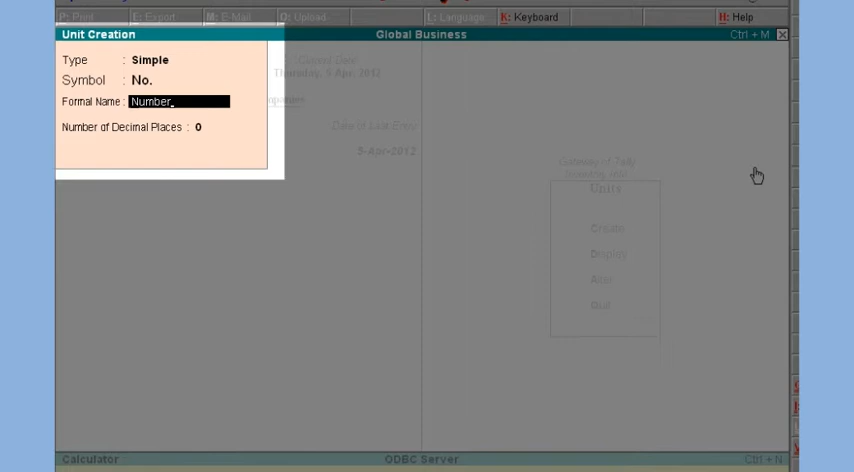 P: Print E: Export M: E-Mail O: Upload L: Language K: Keyboard H: Help
Unit Creation Global Business Ctrl + M
Type : Simple
Symbol : No.
Formal Name : Number
Number of Decimal Places : 0
Current Date
Thursday, 5 Apr, 2012
Date of Last Entry
5-Apr-2012
Gateway of Tally
Units
Create
Display
Alter
Quit
Calculator ODBC Server Ctrl + N